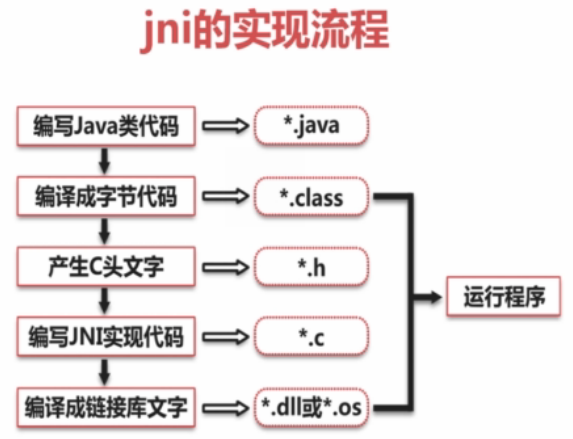 jni的实现流程
编写Java类代码
*.java
编译成字节代码
*.class
产生C头文字
*.h
运行程序
编写JNI实现代码
*.c
编译成链接库文字
*.dll或*.os